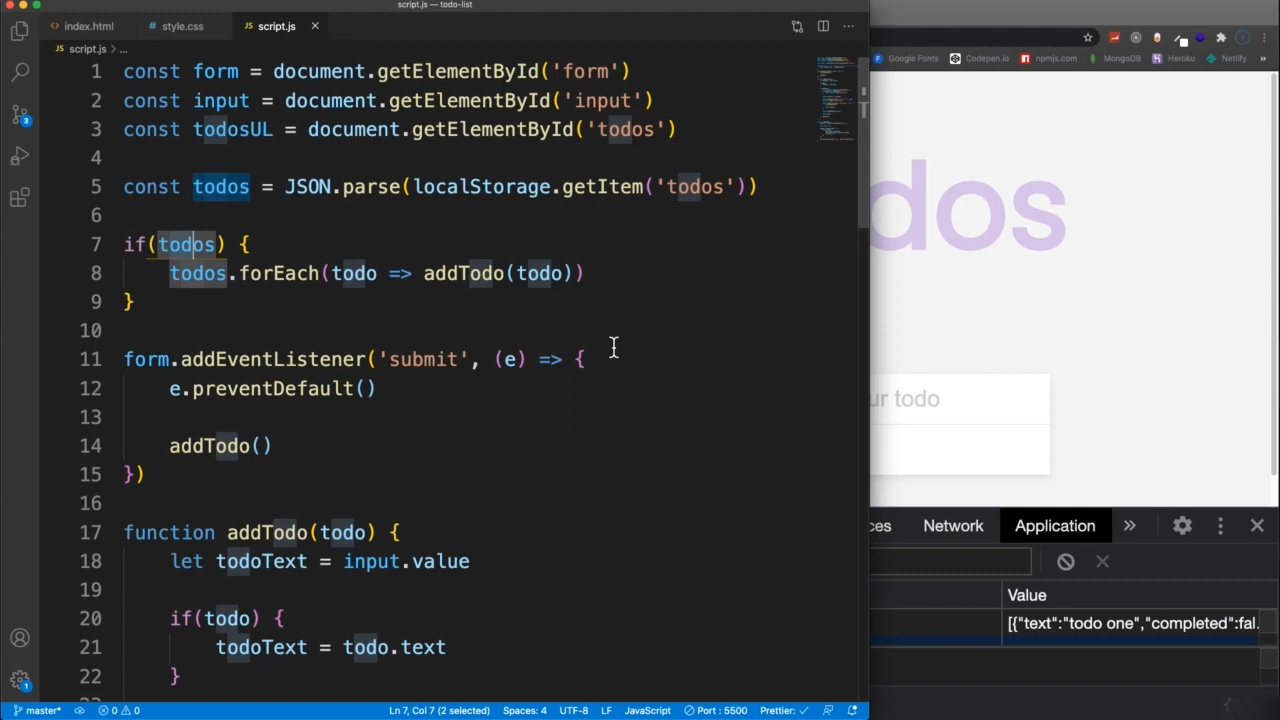 script.js — todo-list
index.html
style.css
JS script.js
JS script.js > ...
1 const form = document.getElementById('form')
2 const input = document.getElementById('input')
3 const todosUL = document.getElementById('todos')
4
5 const todos = JSON.parse(localStorage.getItem('todos'))
6
7 if(todos) {
8 todos.forEach(todo => addTodo(todo))
9 }
10
11 form.addEventListener('submit', (e) => {
12 e.preventDefault()
13
14 addTodo()
15 })
16
17 function addTodo(todo) {
18 let todoText = input.value
19
20 if(todo) {
21 todoText = todo.text
22 }
3
1
master*
0 0
Ln 7, Col 7 (2 selected)
Spaces: 4
UTF-8
LF
JavaScript
Port : 5500
Prettier: ✓
Google Fonts
Codepen.io
npmjs.com
MongoDB
Heroku
Netlify
»
dos
ur todo
ces
Network
Application
»
Value
[{"text":"todo one","completed":fal...